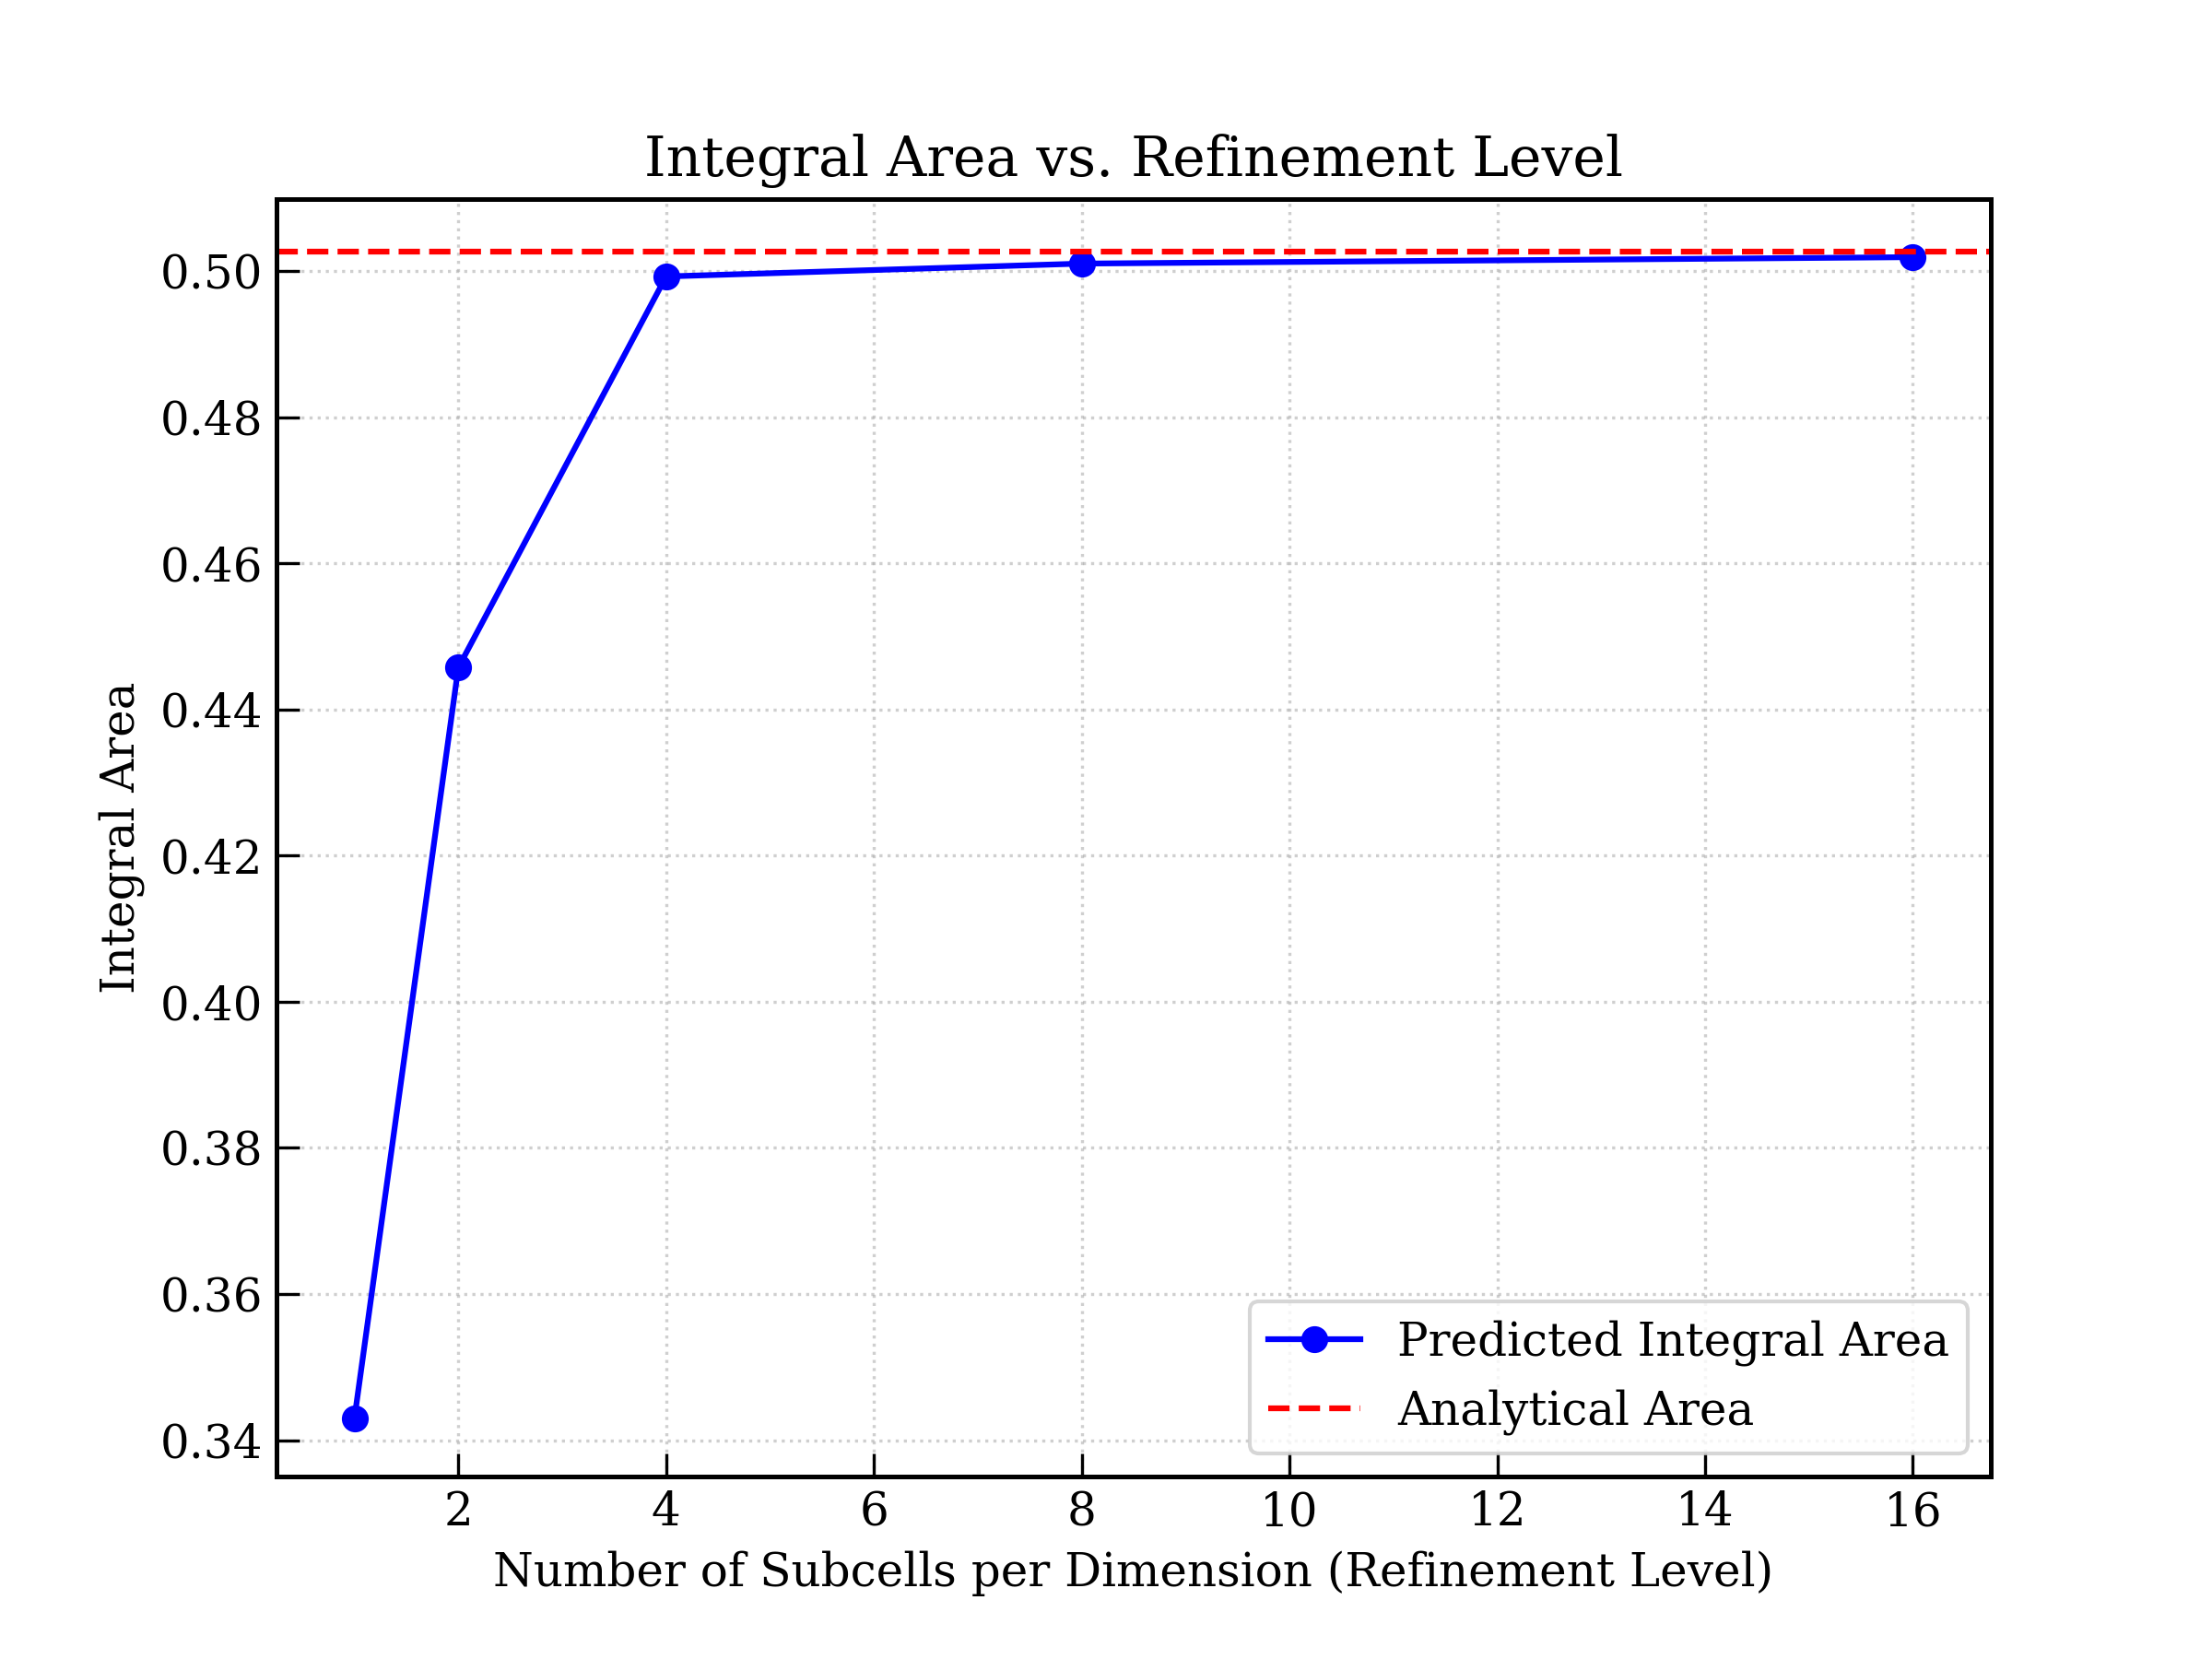 Integral Area vs. Refinement Level
0.50
0.48
0.46
0.44
0.42
0.40
0.38
0.36
0.34
Integral Area
Predicted Integral Area
Analytical Area
2 4 6 8 10 12 14 16
Number of Subcells per Dimension (Refinement Level)